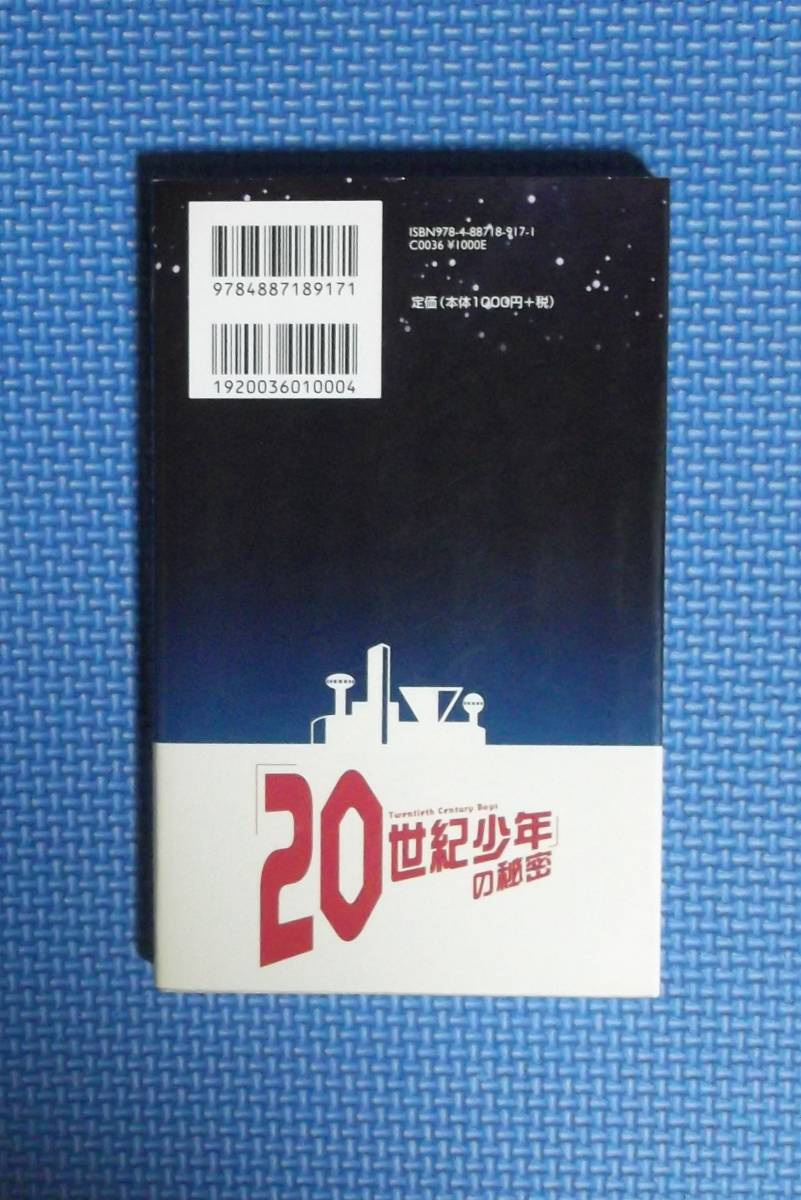 ISBN978-4-88718-917-1
C0036 ¥1000E
定価(本体1000円+税)
9784887189171
1920036010004
Twentieth Century Boys
「20世紀少年」
の秘密